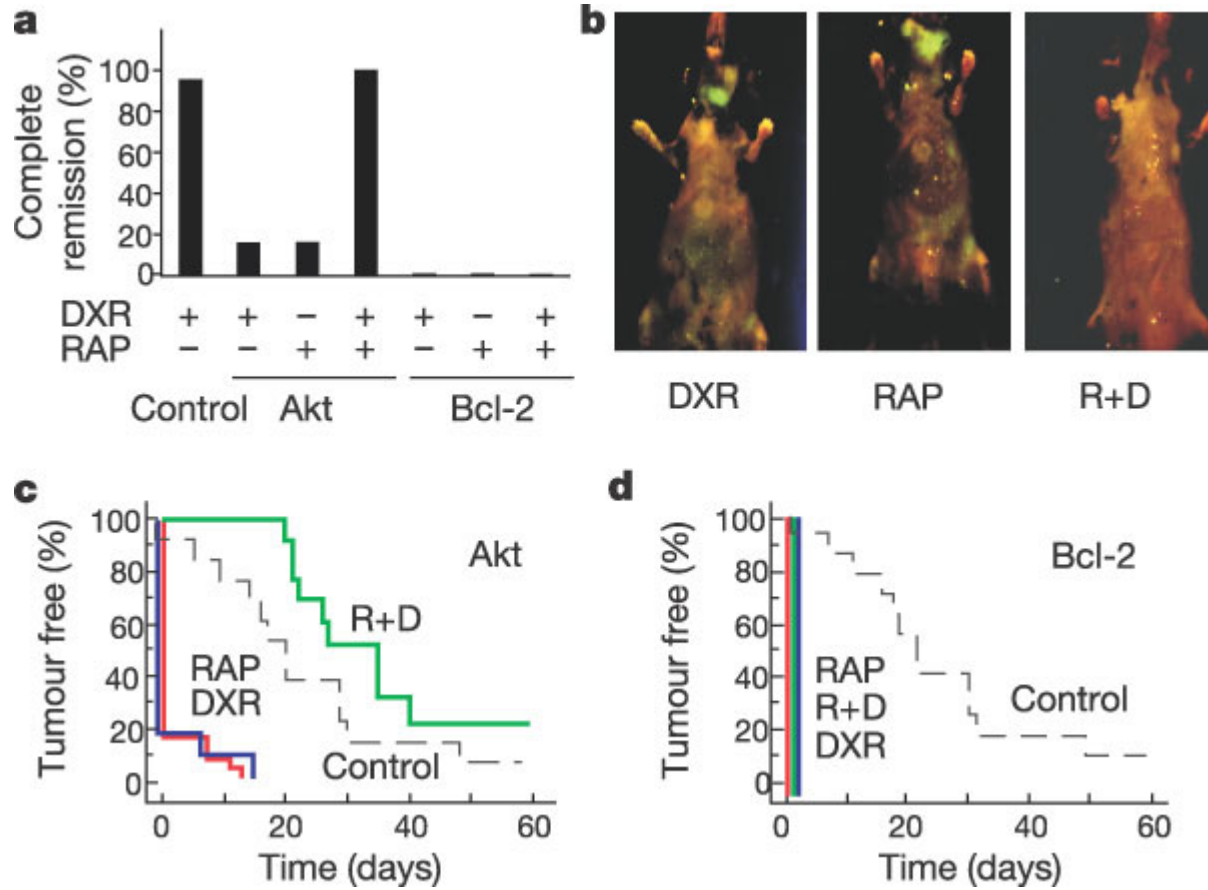 a
Complete
remission (%)
100
80
60
40
20
0
DXR + + − + + − +
RAP − − + + − + +
Control Akt Bcl-2
b
DXR RAP R+D
c
Tumour free (%)
100
80
60
40
20
0
Akt
R+D
RAP
DXR
Control
0 20 40 60
Time (days)
d
Tumour free (%)
100
80
60
40
20
0
Bcl-2
RAP
R+D
DXR
Control
0 20 40 60
Time (days)